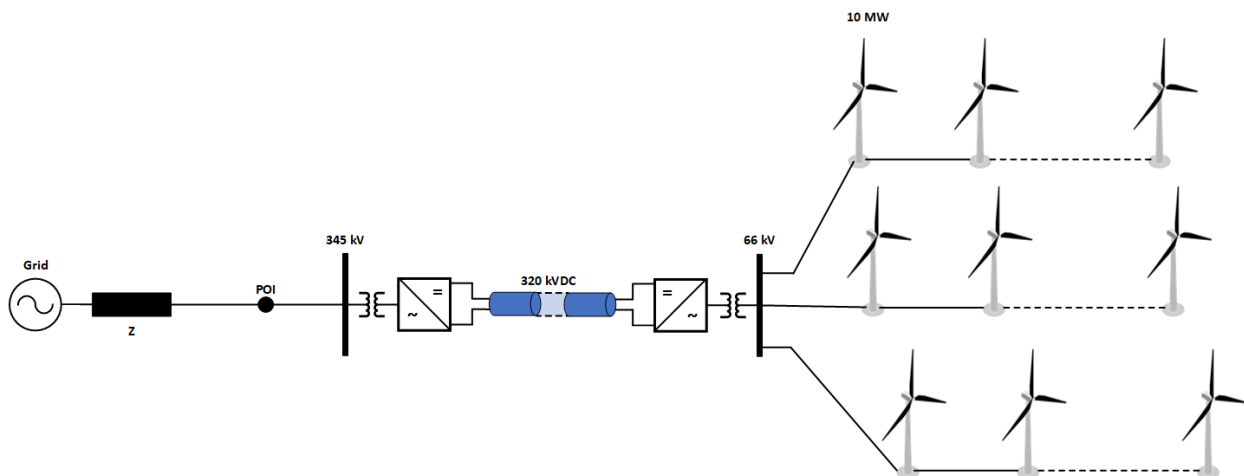 10 MW
345 kV
66 kV
Grid
320 kVDC
POI
=
~
=
~
Z